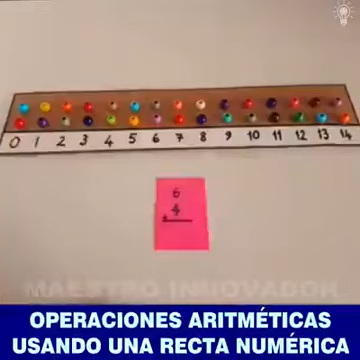 0 1 2 3 4 5 6 7 8 9 10 11 12 13 14
6
+ 4
MAESTRO INNOVADOR
OPERACIONES ARITMÉTICAS
USANDO UNA RECTA NUMÉRICA